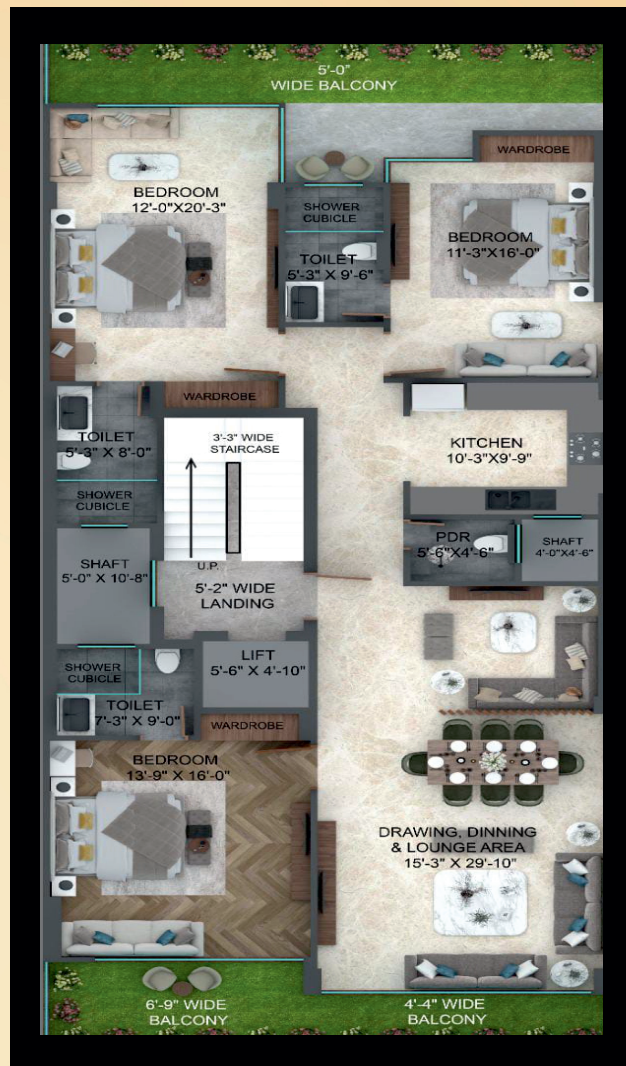 5'-0"
WIDE BALCONY
WARDROBE
BEDROOM
12'-0"X20'-3"
SHOWER
CUBICLE
BEDROOM
11'-3"X16'-0"
TOILET
5'-3" X 9'-6"
WARDROBE
TOILET
5'-3" X 8'-0"
3'-3" WIDE
STAIRCASE
KITCHEN
10'-3"X9'-9"
SHOWER
CUBICLE
PDR
5'-6"X4'-6"
SHAFT
4'-0"X4'-6"
SHAFT
5'-0" X 10'-8"
U.P.
5'-2" WIDE
LANDING
LIFT
5'-6" X 4'-10"
SHOWER
CUBICLE
TOILET
7'-3" X 9'-0"
WARDROBE
BEDROOM
13'-9" X 16'-0"
DRAWING, DINNING
& LOUNGE AREA
15'-3" X 29'-10"
6'-9" WIDE
BALCONY
4'-4" WIDE
BALCONY